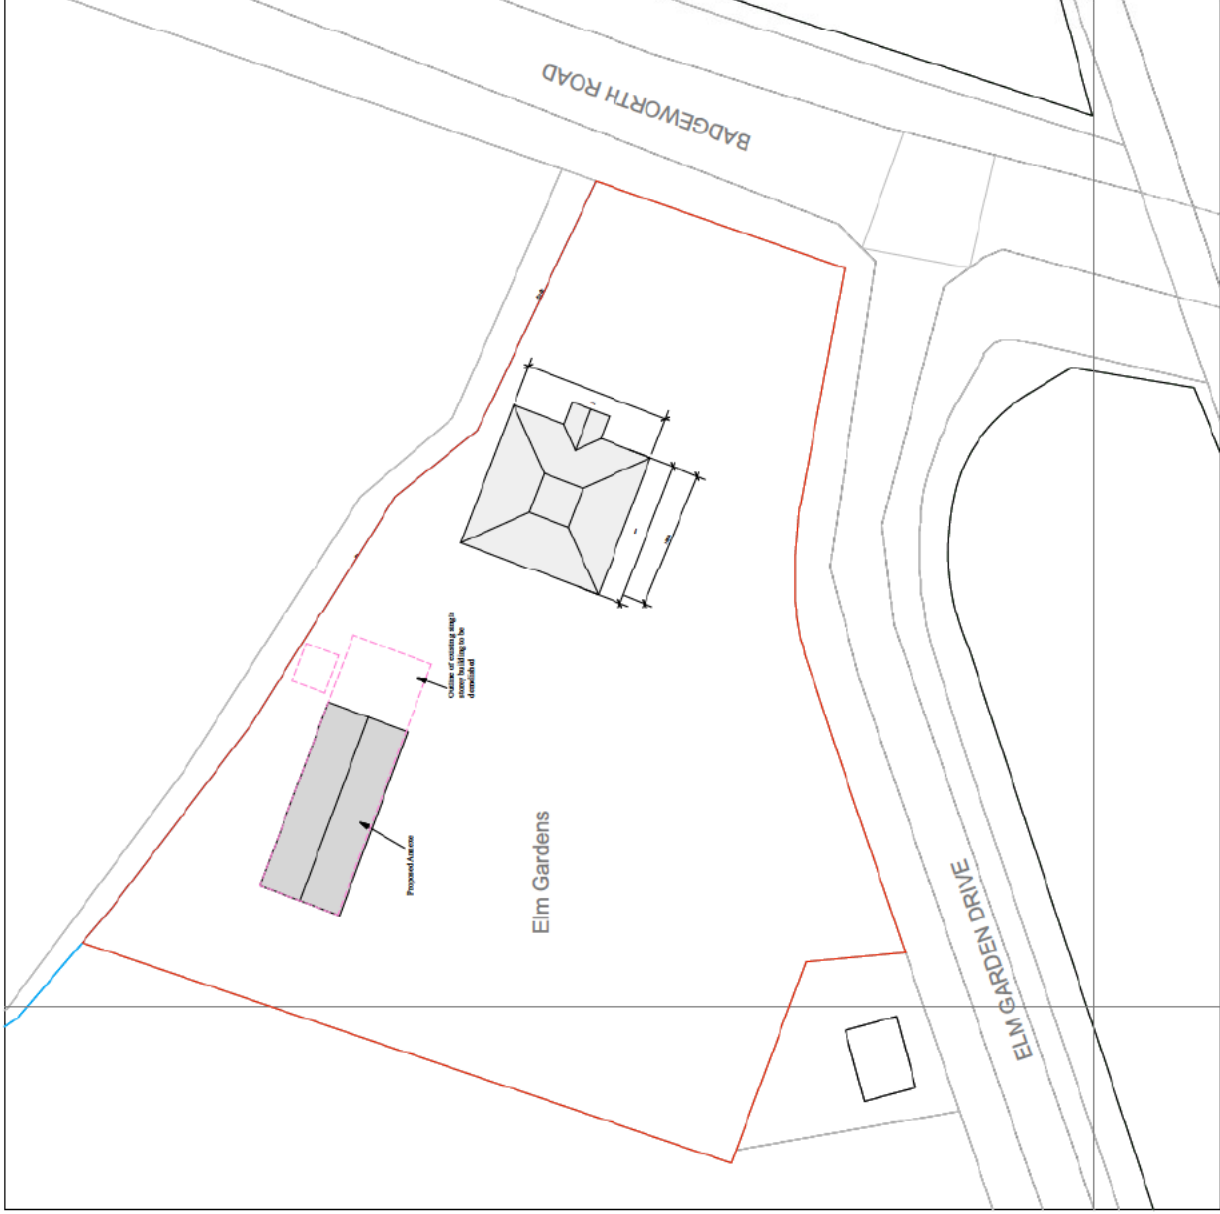 BADGEWORTH ROAD
Outline of existing single
storey building to be
demolished
Proposed Annexe
Elm Gardens
ELM GARDEN DRIVE